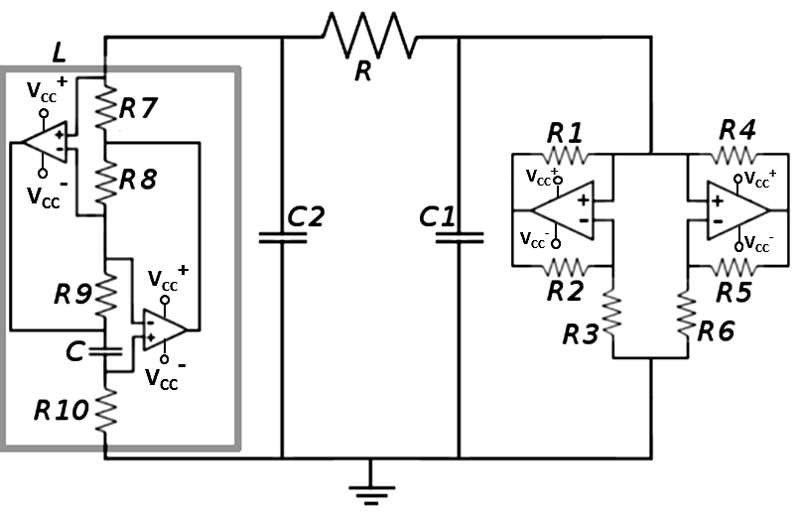 L
R
Vcc+
R7
Vcc-
R8
C2
C1
R1
R4
Vcc+
Vcc+
Vcc-
Vcc-
R2
R5
R3
R6
R9
Vcc+
C
Vcc-
R10
+
-
-
+
+
-
+
-